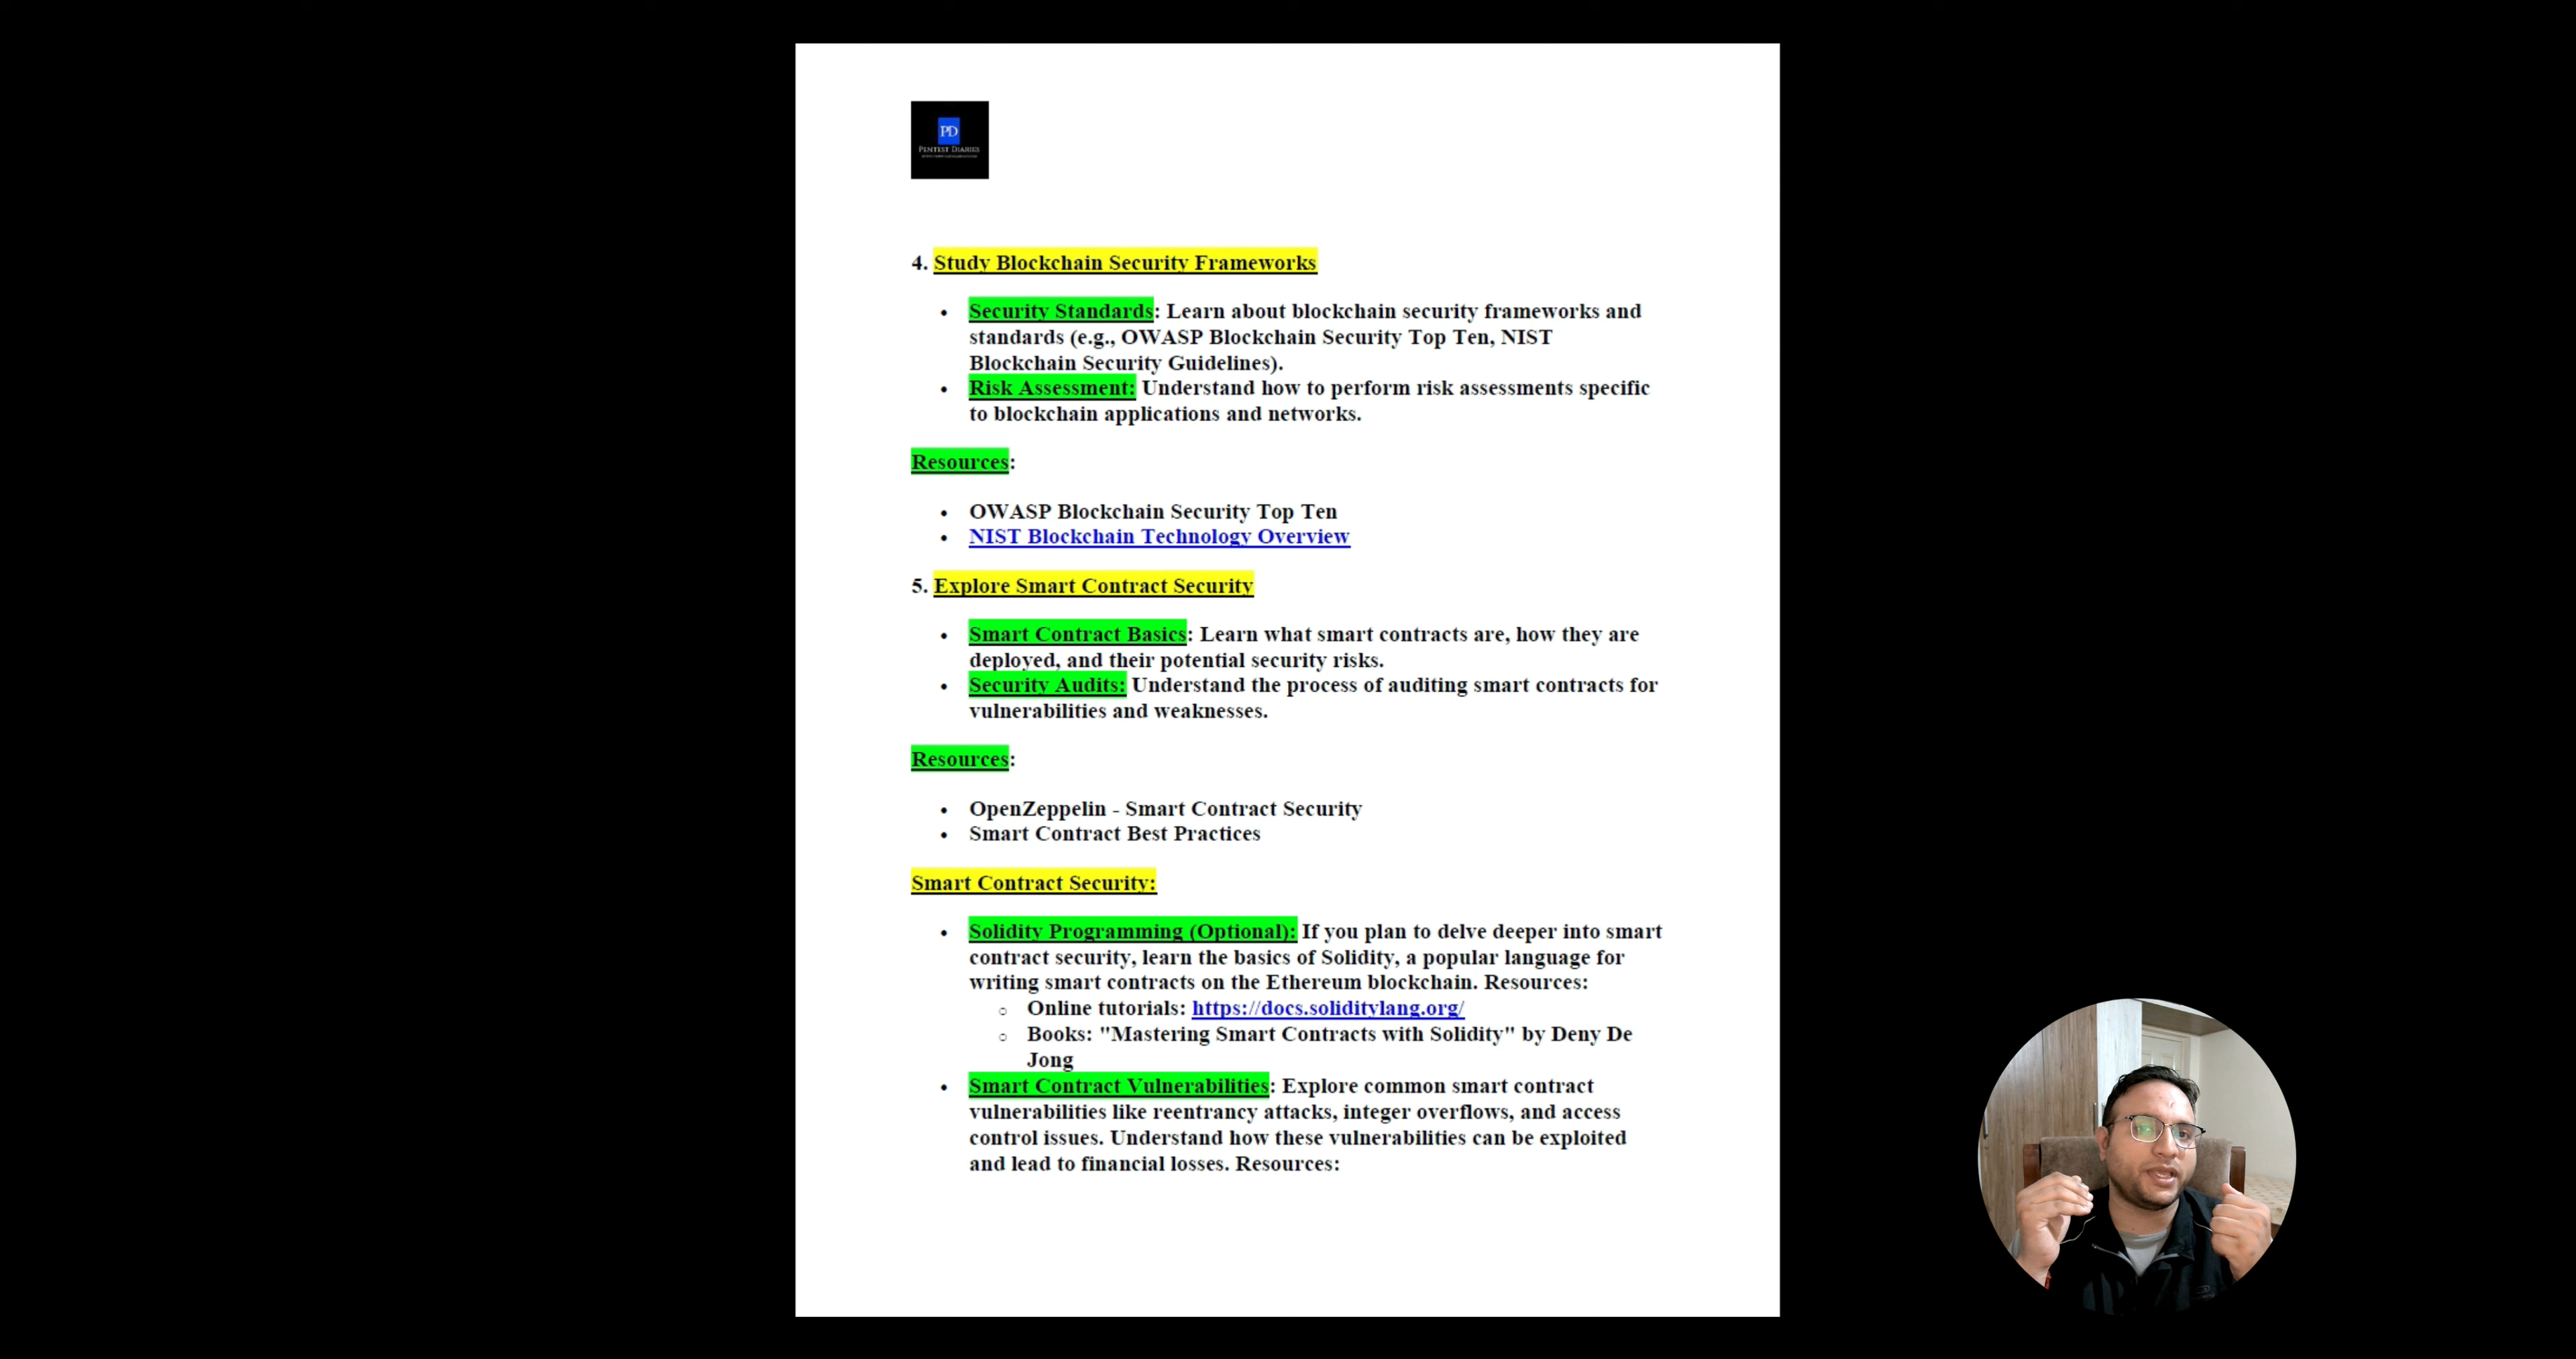 PD
PENTEST DIARIES
4. Study Blockchain Security Frameworks
• Security Standards: Learn about blockchain security frameworks and
standards (e.g., OWASP Blockchain Security Top Ten, NIST
Blockchain Security Guidelines).
• Risk Assessment: Understand how to perform risk assessments specific
to blockchain applications and networks.
Resources:
• OWASP Blockchain Security Top Ten
• NIST Blockchain Technology Overview
5. Explore Smart Contract Security
• Smart Contract Basics: Learn what smart contracts are, how they are
deployed, and their potential security risks.
• Security Audits: Understand the process of auditing smart contracts for
vulnerabilities and weaknesses.
Resources:
• OpenZeppelin - Smart Contract Security
• Smart Contract Best Practices
Smart Contract Security:
• Solidity Programming (Optional): If you plan to delve deeper into smart
contract security, learn the basics of Solidity, a popular language for
writing smart contracts on the Ethereum blockchain. Resources:
○ Online tutorials: https://docs.soliditylang.org/
○ Books: "Mastering Smart Contracts with Solidity" by Deny De
Jong
• Smart Contract Vulnerabilities: Explore common smart contract
vulnerabilities like reentrancy attacks, integer overflows, and access
control issues. Understand how these vulnerabilities can be exploited
and lead to financial losses. Resources: